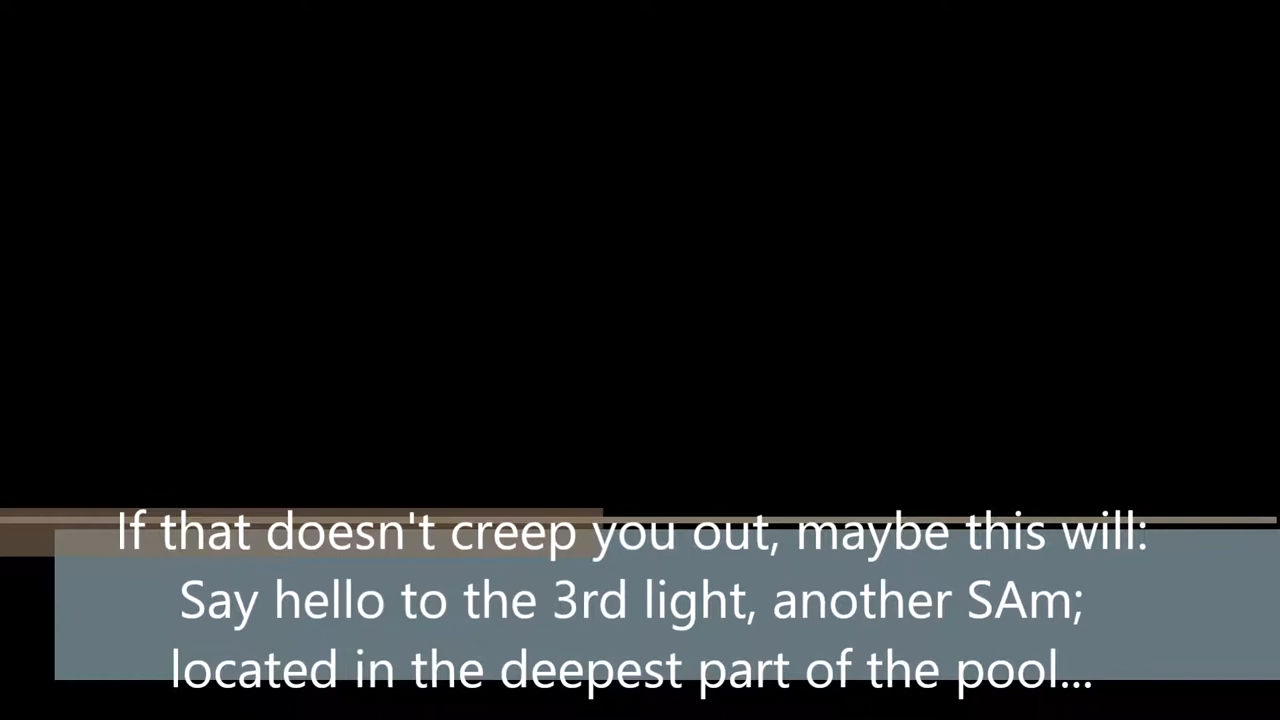 If that doesn't creep you out, maybe this will:
Say hello to the 3rd light, another SAm;
located in the deepest part of the pool...